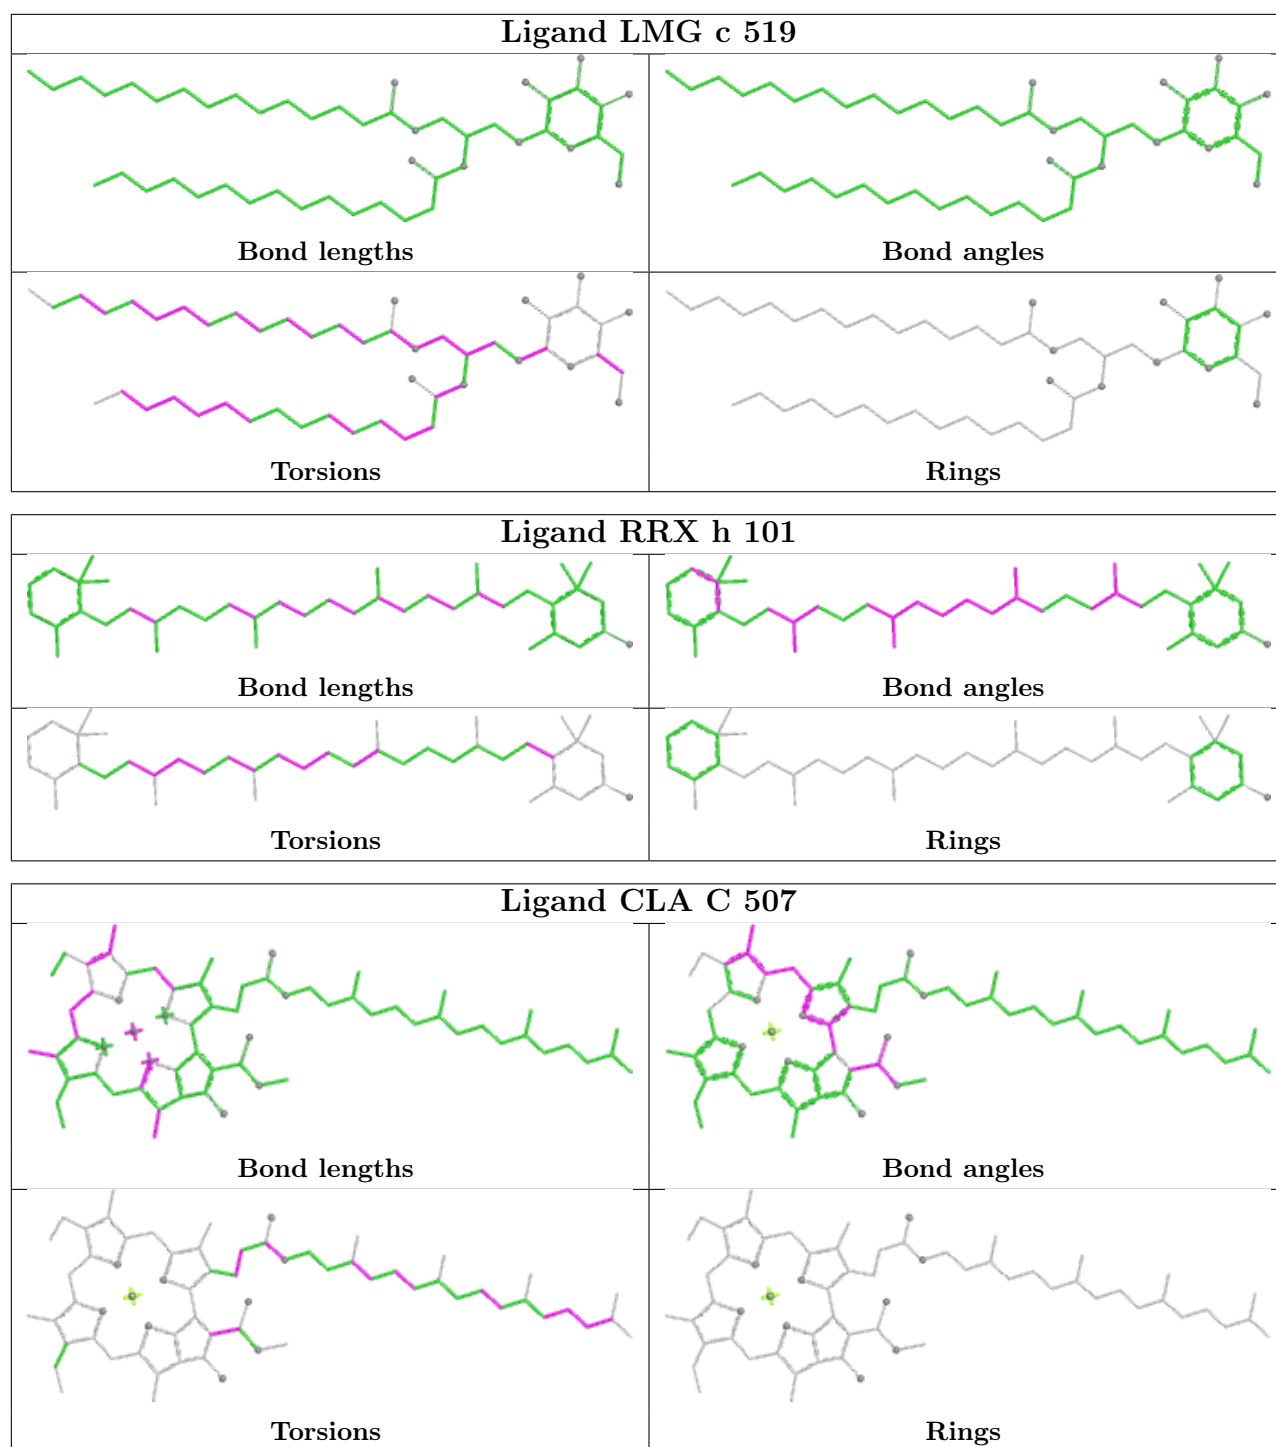 Ligand LMG c 519
Bond lengths Bond angles
Torsions Rings
Ligand RRX h 101
Bond lengths Bond angles
Torsions Rings
Ligand CLA C 507
Bond lengths Bond angles
Torsions Rings